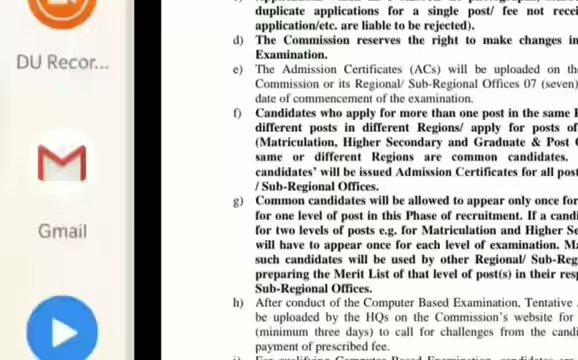 DU Recor...
Gmail
duplicate applications for a single post/ fee not recei
application/etc. are liable to be rejected).
d) The Commission reserves the right to make changes in
Examination.
e) The Admission Certificates (ACs) will be uploaded on th
Commission or its Regional/ Sub-Regional Offices 07 (seven)
date of commencement of the examination.
f) Candidates who apply for more than one post in the same
different posts in different Regions/ apply for posts of
(Matriculation, Higher Secondary and Graduate & Post
same or different Regions are common candidates.
candidates' will be issued Admission Certificates for all post
/ Sub-Regional Offices.
g) Common candidates will be allowed to appear only once for
for one level of post in this Phase of recruitment. If a candi
for two levels of posts e.g. for Matriculation and Higher Se
will have to appear once for each level of examination. Ma
such candidates will be used by other Regional/ Sub-Reg
preparing the Merit List of that level of post(s) in their resp
Sub-Regional Offices.
h) After conduct of the Computer Based Examination, Tentative
be uploaded by the HQs on the Commission's website for
(minimum three days) to call for challenges from the candi
payment of prescribed fee.